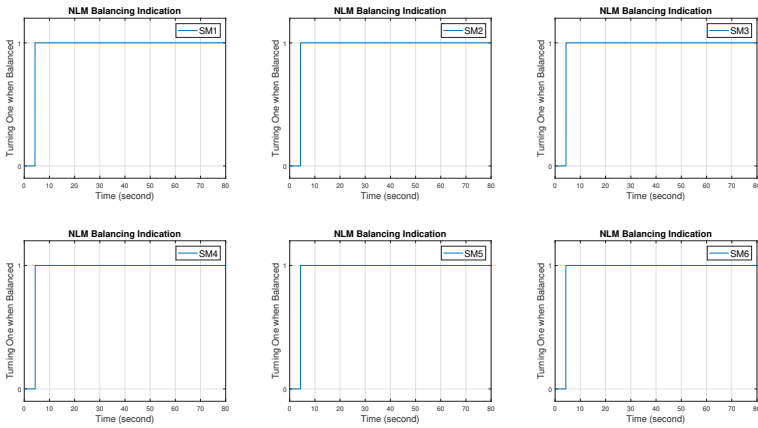 NLM Balancing Indication
SM1
Turning One when Balanced
1
0
0 10 20 30 40 50 60 70 80
Time (second)
NLM Balancing Indication
SM2
Turning One when Balanced
1
0
0 10 20 30 40 50 60 70 80
Time (second)
NLM Balancing Indication
SM3
Turning One when Balanced
1
0
0 10 20 30 40 50 60 70 80
Time (second)
NLM Balancing Indication
SM4
Turning One when Balanced
1
0
0 10 20 30 40 50 60 70 80
Time (second)
NLM Balancing Indication
SM5
Turning One when Balanced
1
0
0 10 20 30 40 50 60 70 80
Time (second)
NLM Balancing Indication
SM6
Turning One when Balanced
1
0
0 10 20 30 40 50 60 70 80
Time (second)